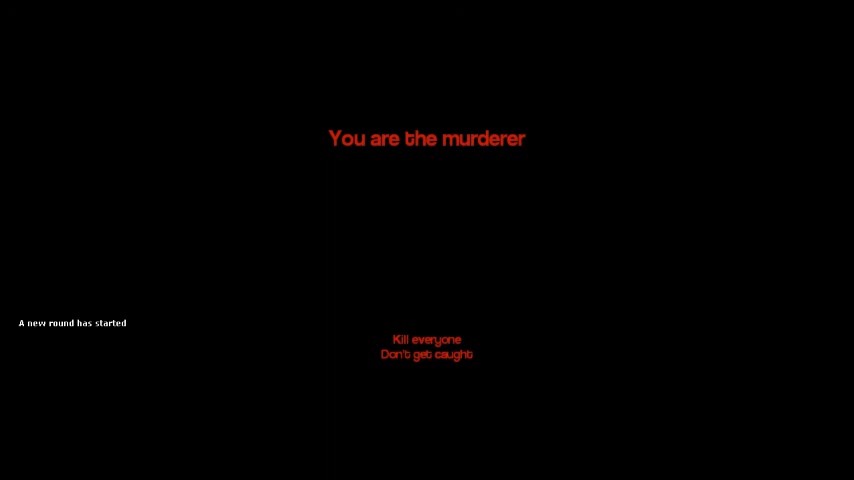 You are the murderer
A new round has started
Kill everyone
Don't get caught